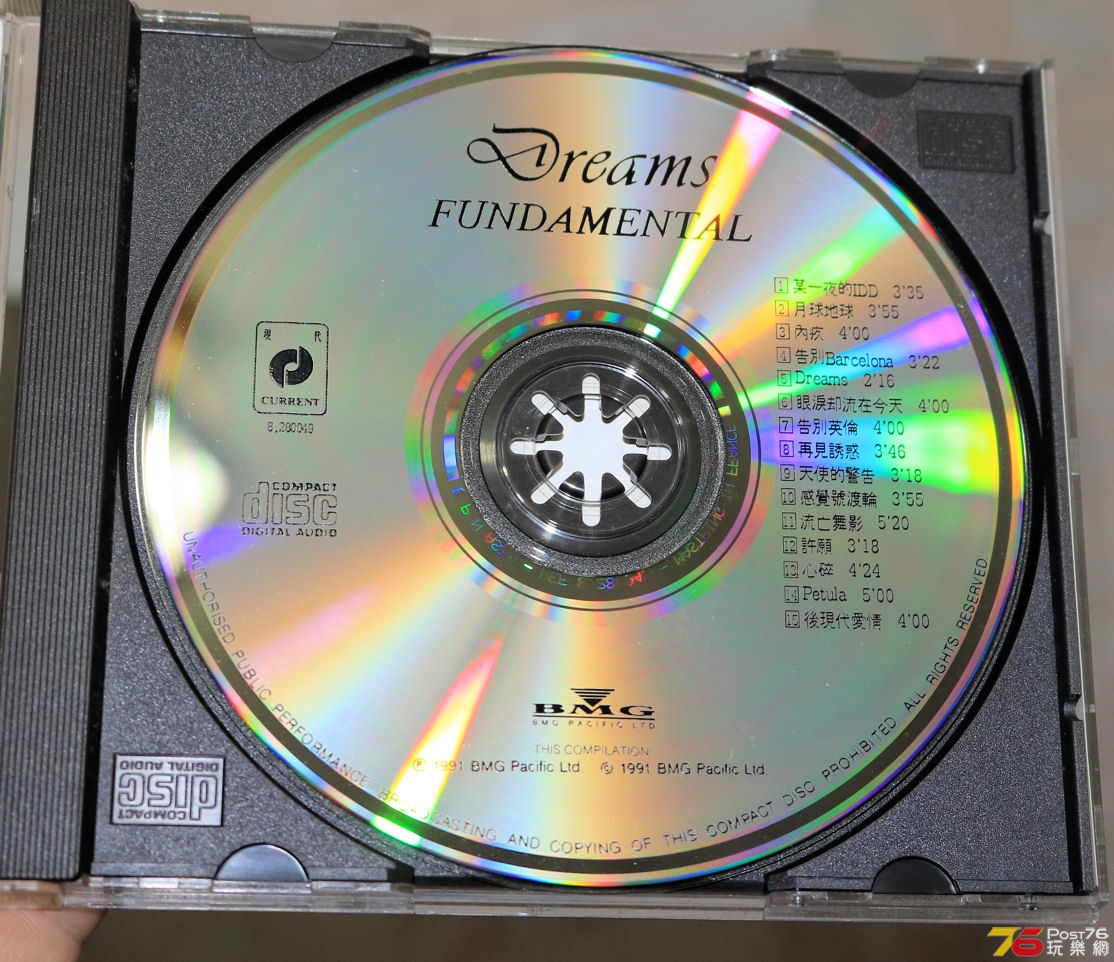 Dreams
FUNDAMENTAL
1 某一夜的IDD 3'35
2 月球地球 3'55
3 內疚 4'00
4 告別Barcelona 3'22
5 Dreams 2'16
6 眼淚却流在今天 4'00
7 告別英倫 4'00
8 再見誘惑 3'46
9 天使的警告 3'18
10 感覺號渡輪 3'55
11 流亡舞影 5'20
12 許願 3'18
13 心碎 4'24
14 Petula 5'00
15 後現代愛情 4'00
現代
CURRENT
8.280049
COMPACT
disc
DIGITAL AUDIO
BMG
BMG PACIFIC LTD
THIS COMPILATION:
℗ 1991 BMG Pacific Ltd. © 1991 BMG Pacific Ltd.
UNAUTHORISED PUBLIC PERFORMANCE BROADCASTING AND COPYING OF THIS COMPACT DISC PROHIBITED ALL RIGHTS RESERVED
COMPACT
disc
DIGITAL AUDIO
disc
76 Post76
玩樂網